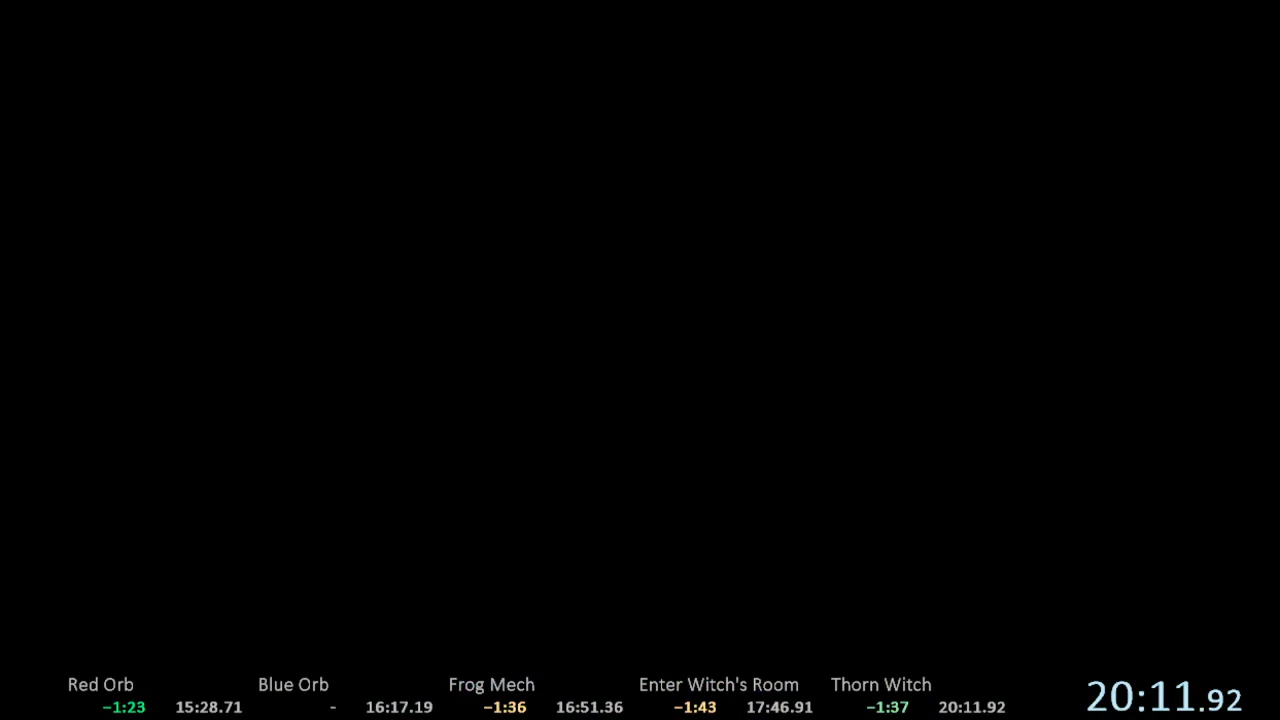 Red Orb Blue Orb Frog Mech Enter Witch's Room Thorn Witch
−1:23 15:28.71 - 16:17.19 −1:36 16:51.36 −1:43 17:46.91 −1:37 20:11.92
20:11.92